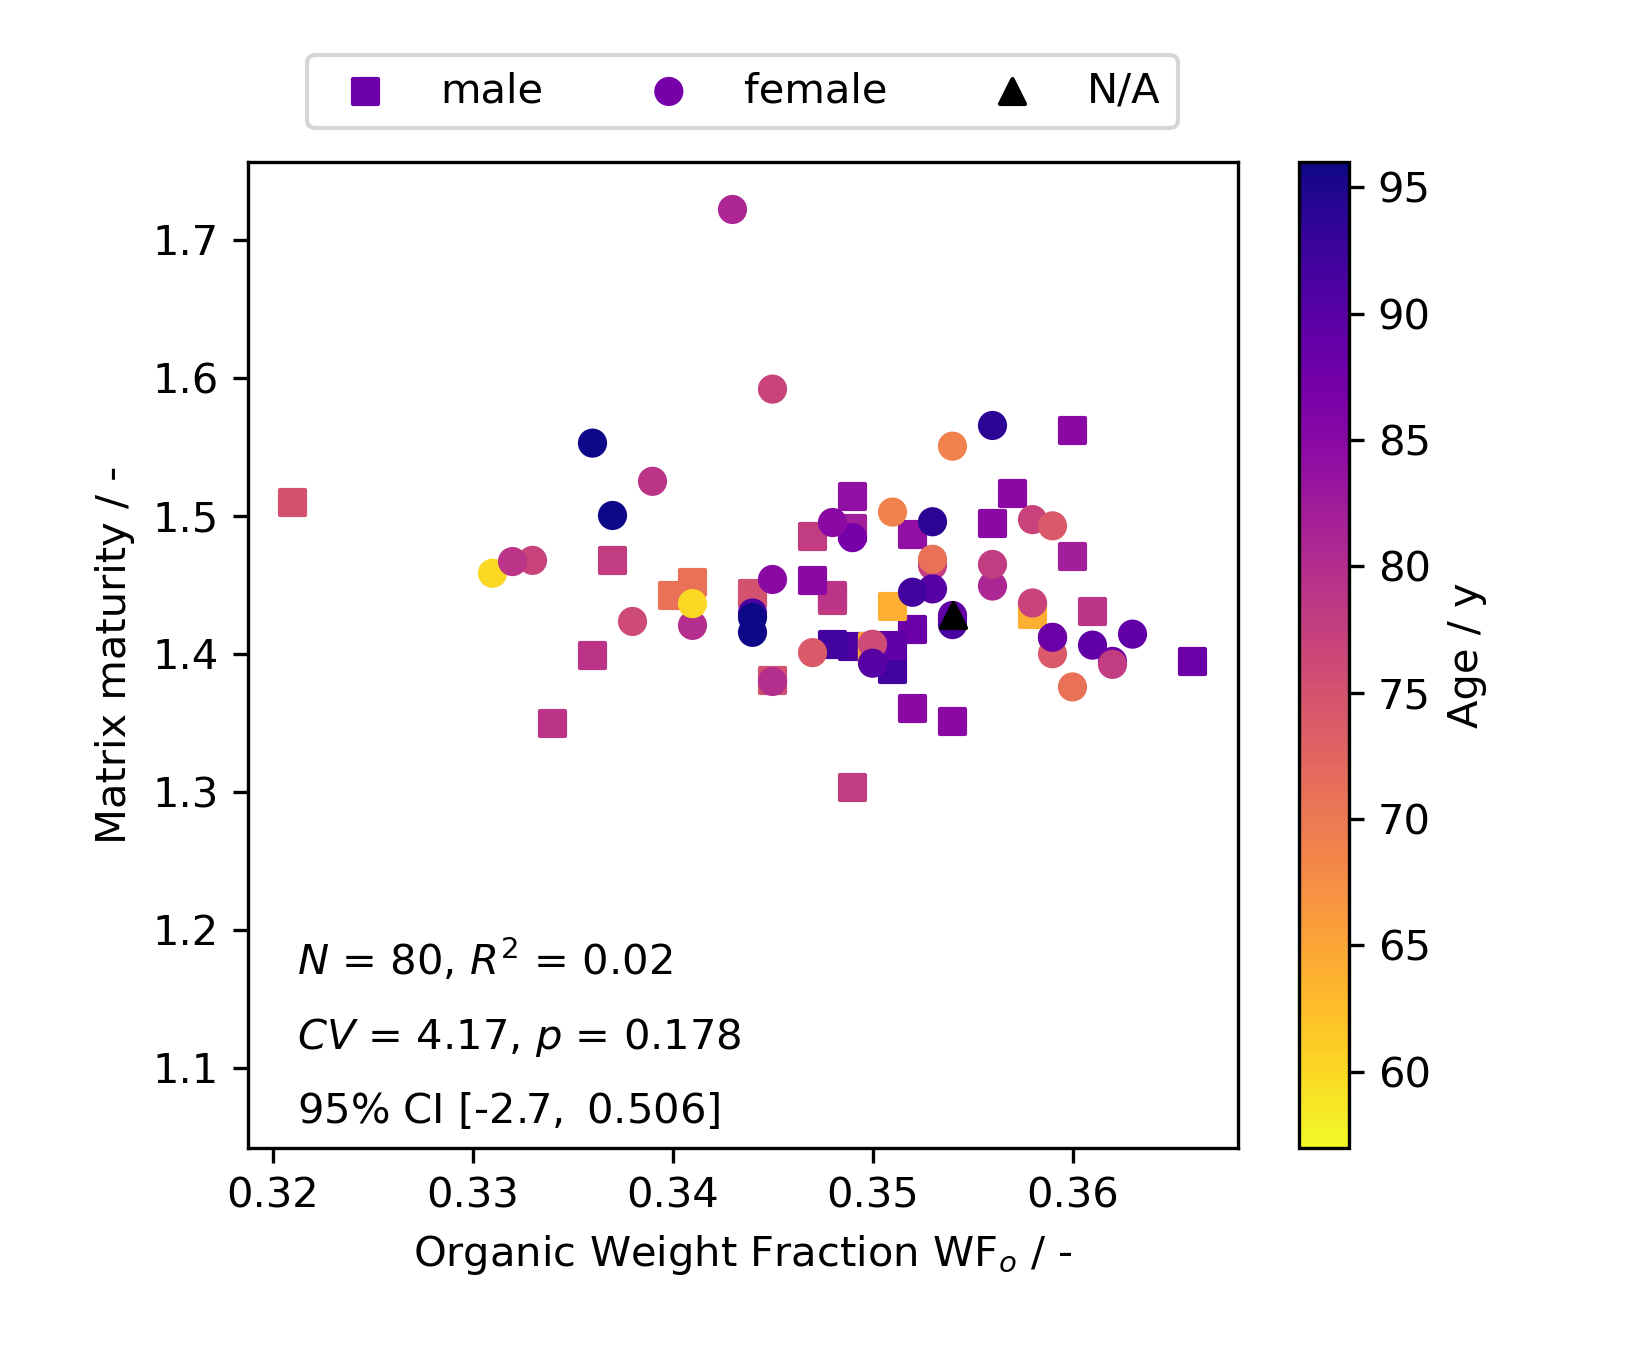 male female N/A
1.7
1.6
1.5
1.4
1.3
1.2
1.1
Matrix maturity / -
N = 80, R² = 0.02
CV = 4.17, p = 0.178
95% CI [-2.7, 0.506]
0.32 0.33 0.34 0.35 0.36
Organic Weight Fraction WFₒ / -
95
90
85
80
75
70
65
60
Age / y